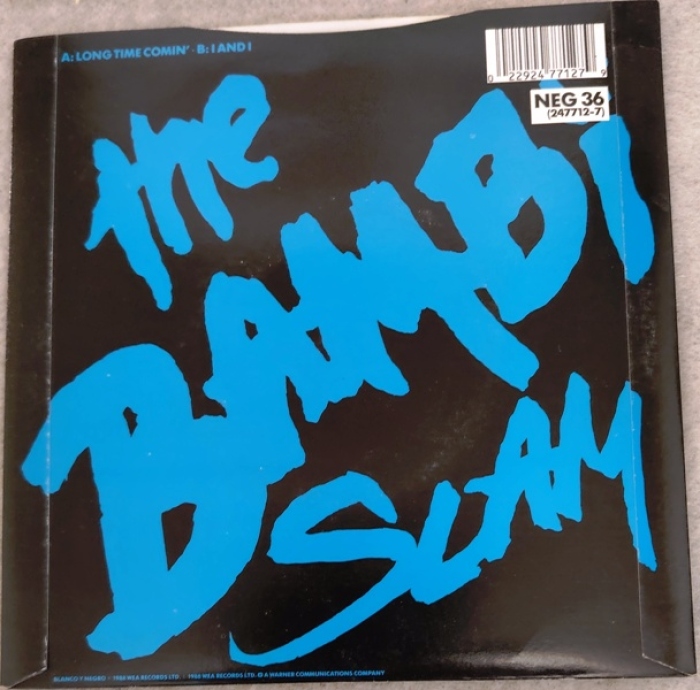 A: LONG TIME COMIN' · B: I AND I
0 22924 77127 9
NEG 36
(247712-7)
the
BAMBi
SLAM
BLANCO Y NEGRO · 1988 WEA RECORDS LTD. · 1988 WEA RECORDS LTD. A WARNER COMMUNICATIONS COMPANY